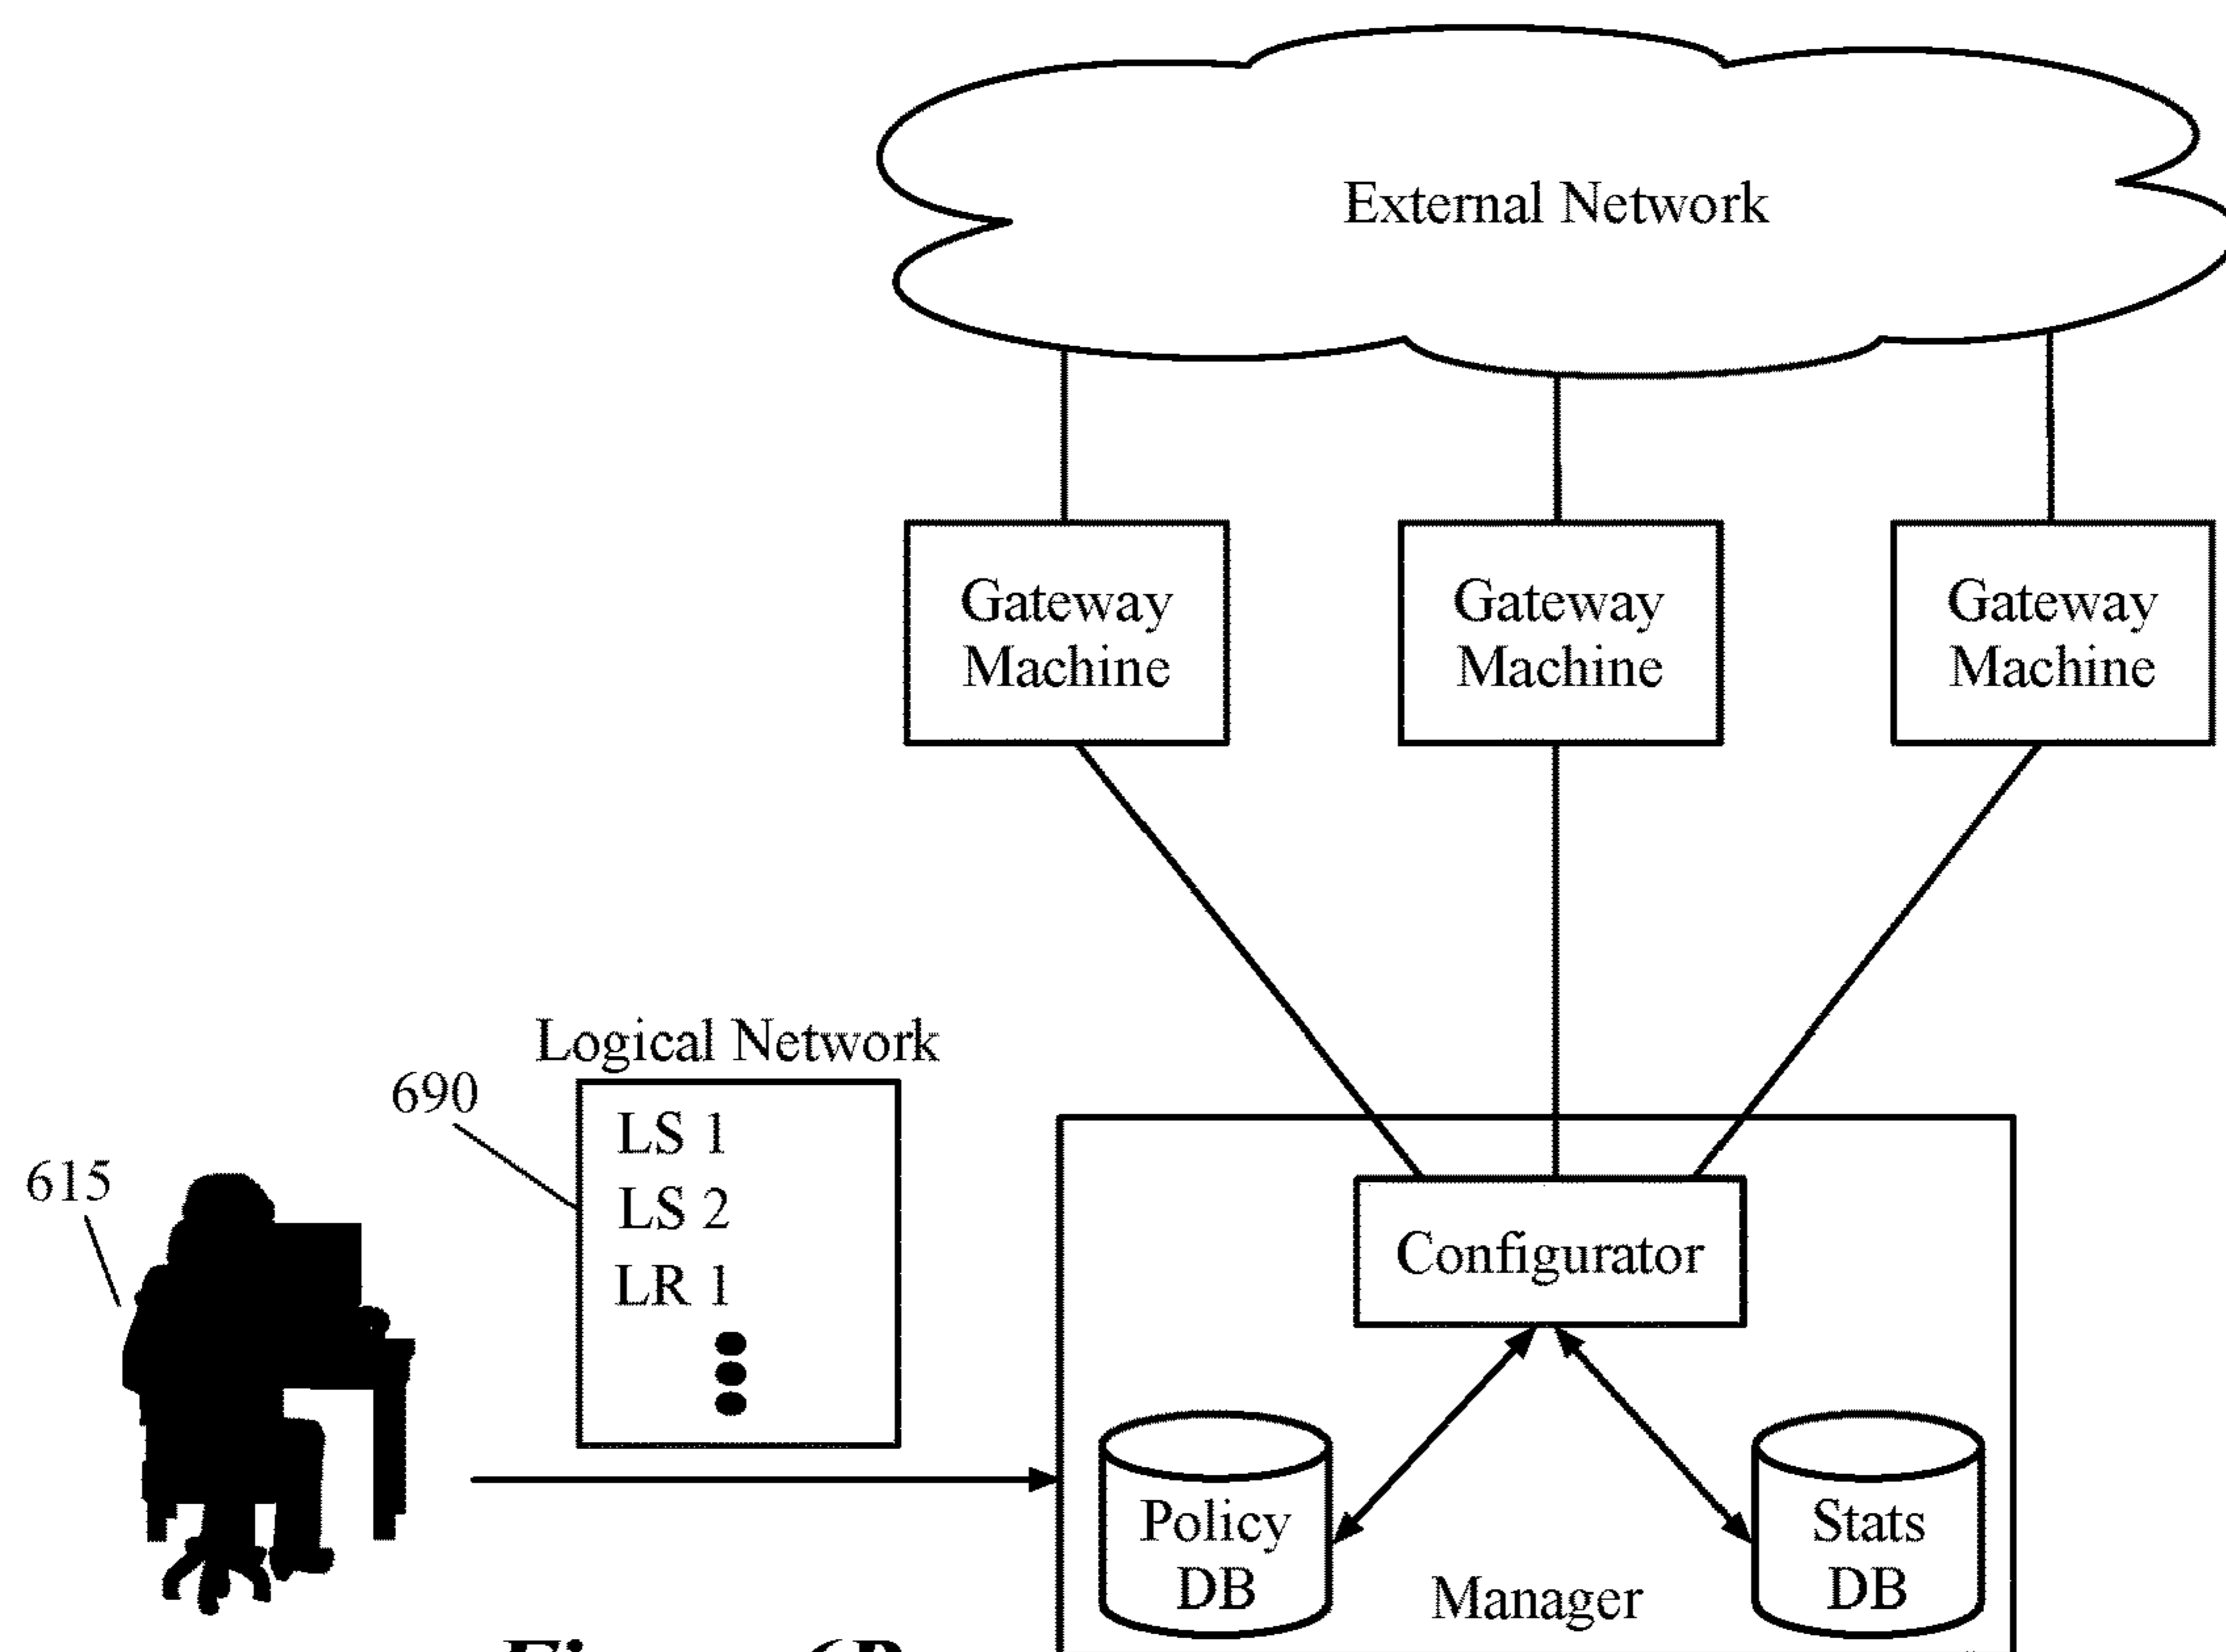 External Network
Gateway
Machine
Gateway
Machine
Gateway
Machine
Logical Network
690
LS 1
LS 2
LR 1
615
Configurator
Policy
DB
Stats
DB
Manager